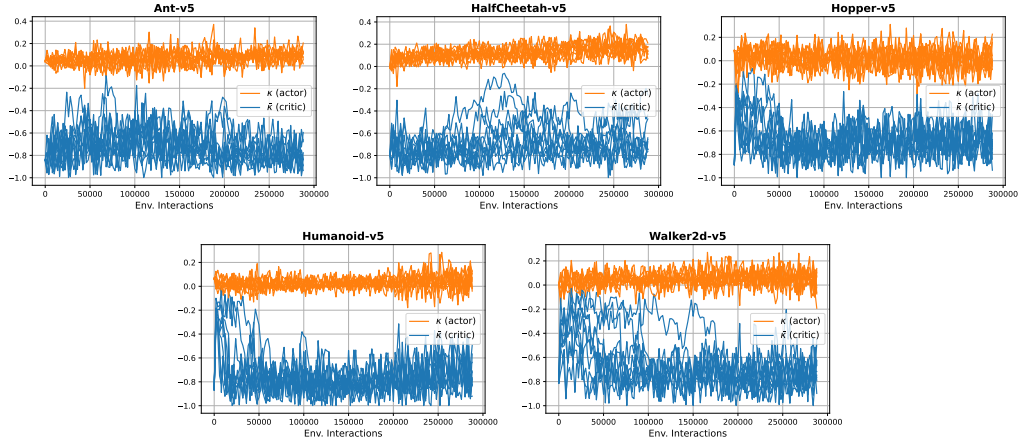 Ant-v5
0.4
0.2
0.0
−0.2
−0.4
−0.6
−0.8
−1.0
κ (actor)
κ̄ (critic)
0 50000 100000 150000 200000 250000 300000
Env. Interactions
HalfCheetah-v5
0.4
0.2
0.0
−0.2
−0.4
−0.6
−0.8
−1.0
κ (actor)
κ̄ (critic)
0 50000 100000 150000 200000 250000 300000
Env. Interactions
Hopper-v5
0.2
0.0
−0.2
−0.4
−0.6
−0.8
−1.0
κ (actor)
κ̄ (critic)
0 50000 100000 150000 200000 250000 300000
Env. Interactions
Humanoid-v5
0.2
0.0
−0.2
−0.4
−0.6
−0.8
−1.0
κ (actor)
κ̄ (critic)
0 50000 100000 150000 200000 250000 300000
Env. Interactions
Walker2d-v5
0.2
0.0
−0.2
−0.4
−0.6
−0.8
−1.0
κ (actor)
κ̄ (critic)
0 50000 100000 150000 200000 250000 300000
Env. Interactions